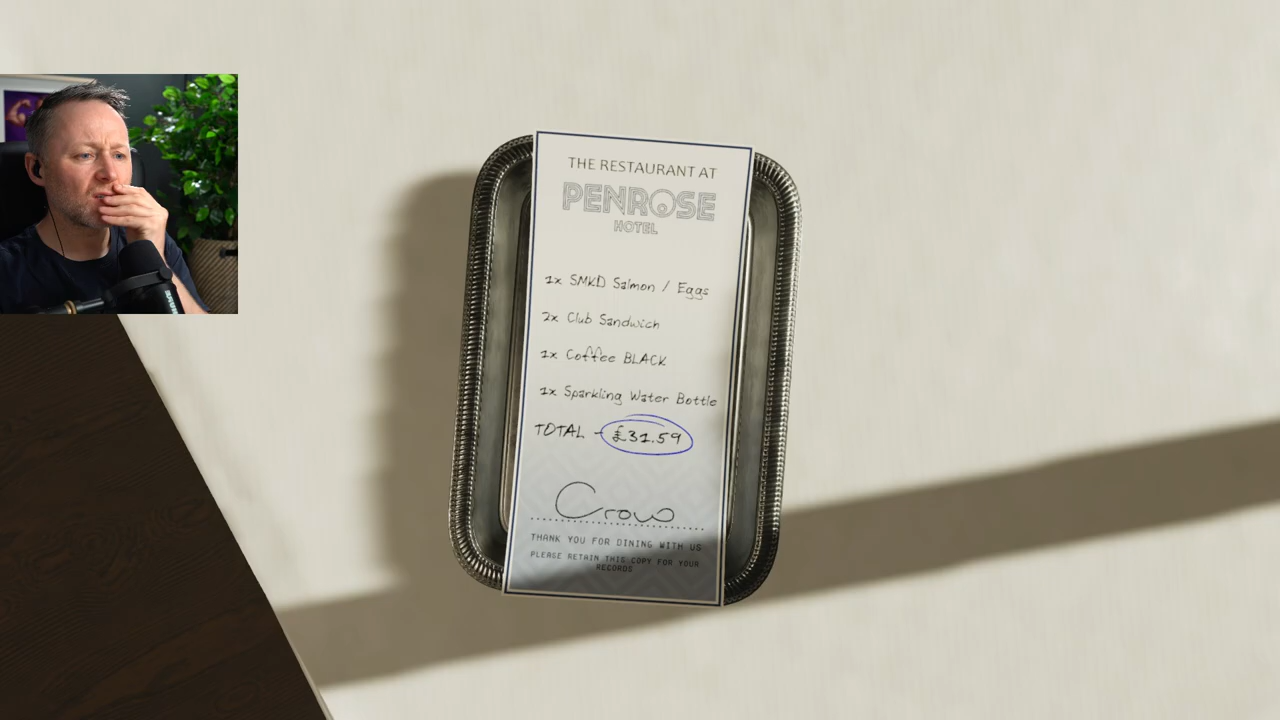 THE RESTAURANT AT
PENROSE
HOTEL
1x SMKD Salmon / Eggs
2x Club Sandwich
1x Coffee BLACK
1x Sparkling Water Bottle
TOTAL - £31.59
Crow
THANK YOU FOR DINING WITH US
PLEASE RETAIN THIS COPY FOR YOUR
RECORDS